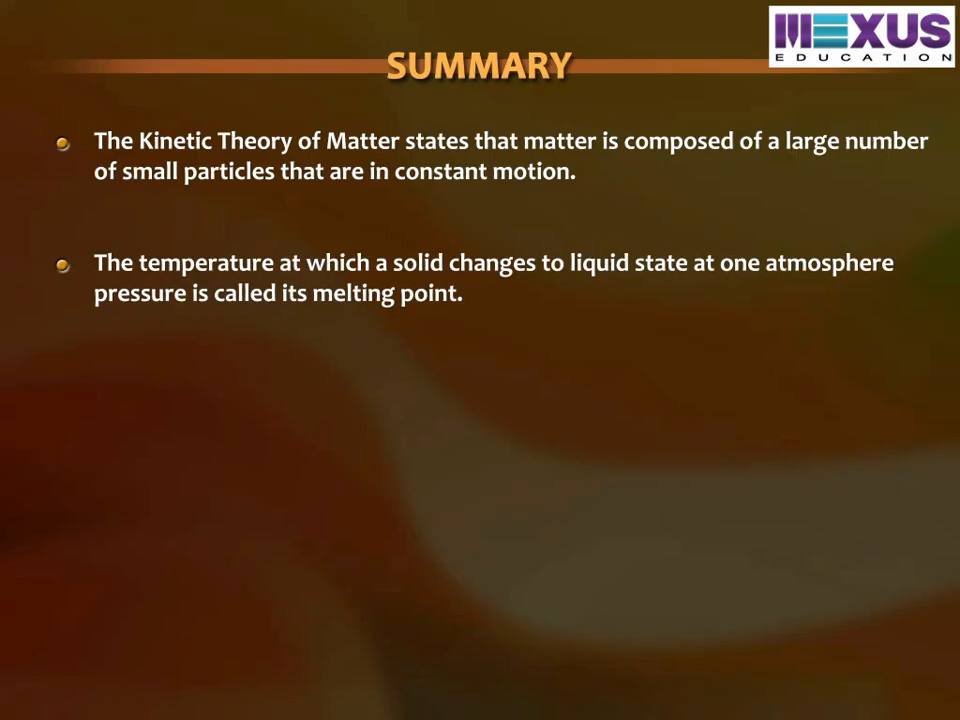 MEXUS
EDUCATION
SUMMARY
The Kinetic Theory of Matter states that matter is composed of a large number
of small particles that are in constant motion.
The temperature at which a solid changes to liquid state at one atmosphere
pressure is called its melting point.